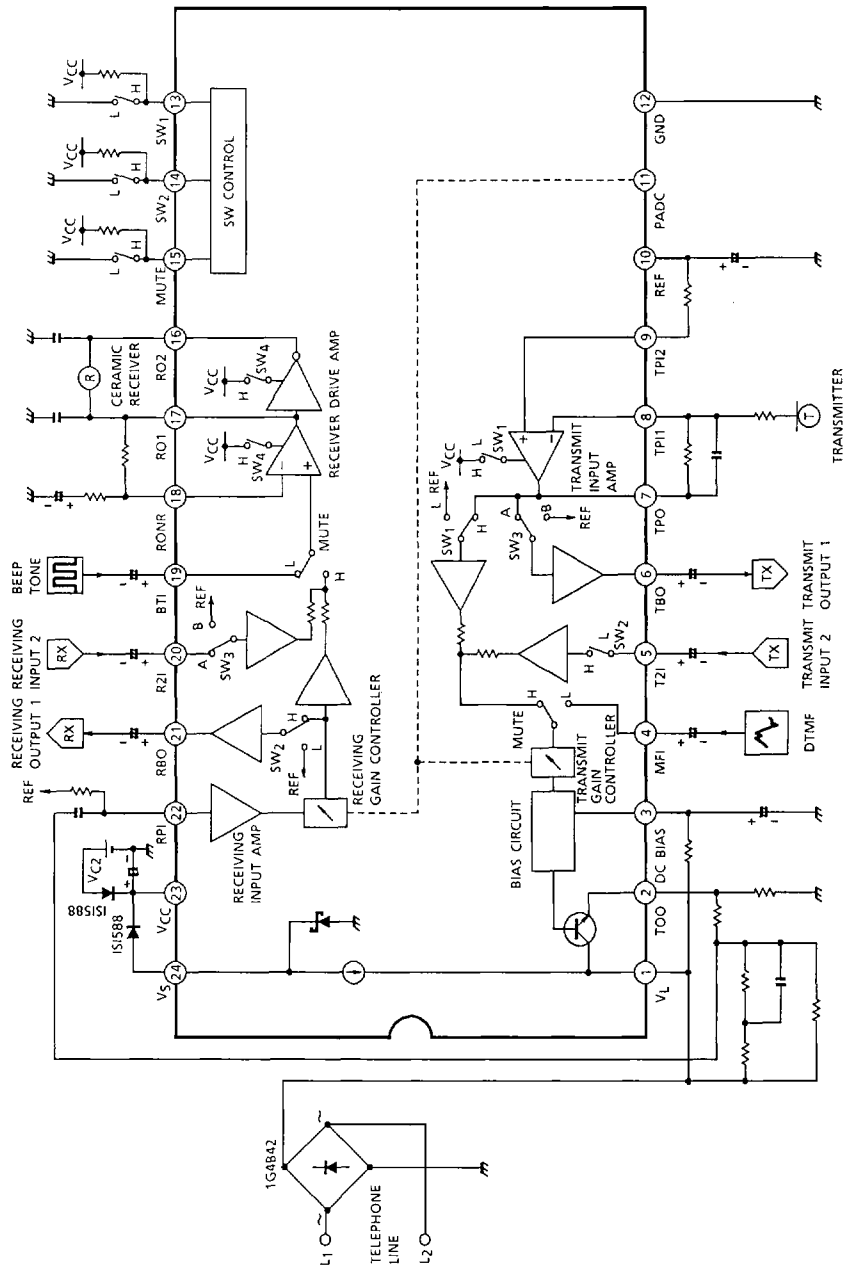 VCC
L
H
13
SW1
VCC
L
H
14
SW2
VCC
L
H
15
MUTE
SW CONTROL
16
RO2
CERAMIC
RECEIVER
R
17
RO1
18
RONR
VCC
H
SW4
VCC
H
SW4
+
RECEIVER DRIVE AMP
BEEP
TONE
- +
19
BTI
MUTE
L
H
RECEIVING
INPUT 2
RX
- +
20
R2I
A
B
REF
SW3
RECEIVING
OUTPUT 1
RX
- +
21
RBO
SW2
H
L
REF
RECEIVING
GAIN CONTROLLER
REF
22
RPI
RECEIVING
INPUT AMP
VC2
+ -
ISI588
ISI588
23
VCC
24
VS
1
VL
2
TOO
BIAS CIRCUIT
3
DC BIAS
+ -
TRANSMIT
GAIN
CONTROLLER
MUTE
H
L
4
MFI
+ -
DTMF
H
L
SW2
5
T2I
+ -
TX
TRANSMIT
INPUT 2
6
TBO
+ -
TX
TRANSMIT
OUTPUT 1
SW1
L
REF
H
A
SW3
B
REF
7
TPO
VCC
H
L
SW1
+
-
TRANSMIT
INPUT
AMP
8
TPI1
T
TRANSMITTER
9
TPI2
10
REF
+ -
11
PADC
12
GND
1G4B42
~
~
L1
TELEPHONE
LINE
L2